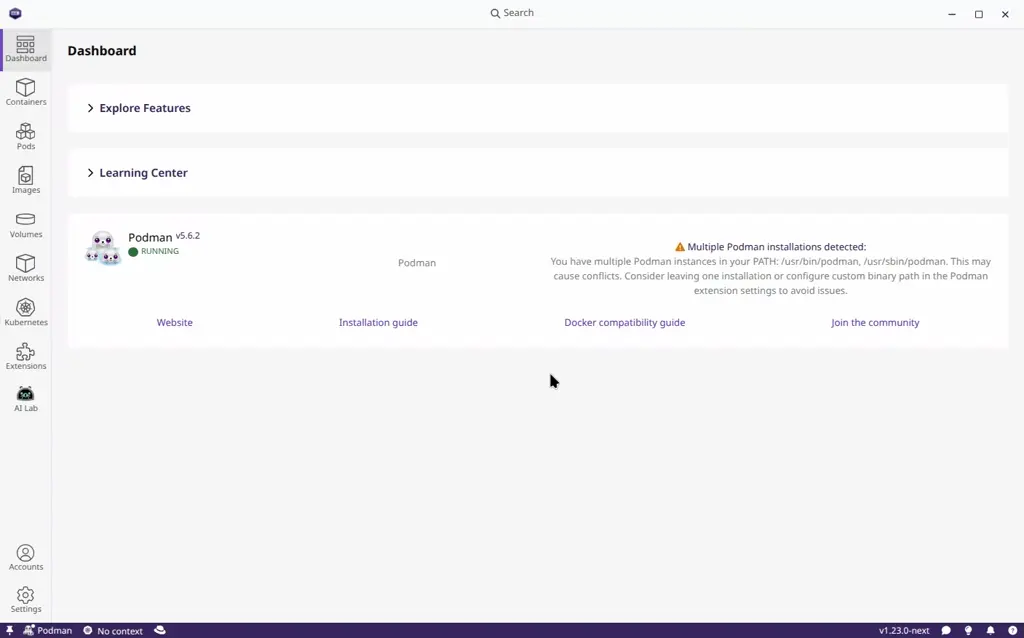 Search
Dashboard
Dashboard
Containers
Pods
Images
Volumes
Networks
Kubernetes
Extensions
AI Lab
Accounts
Settings
Explore Features
Learning Center
Podman v5.6.2
RUNNING
Podman
Multiple Podman installations detected:
You have multiple Podman instances in your PATH: /usr/bin/podman, /usr/sbin/podman. This may
cause conflicts. Consider leaving one installation or configure custom binary path in the Podman
extension settings to avoid issues.
Website
Installation guide
Docker compatibility guide
Join the community
Podman
No context
v1.23.0-next